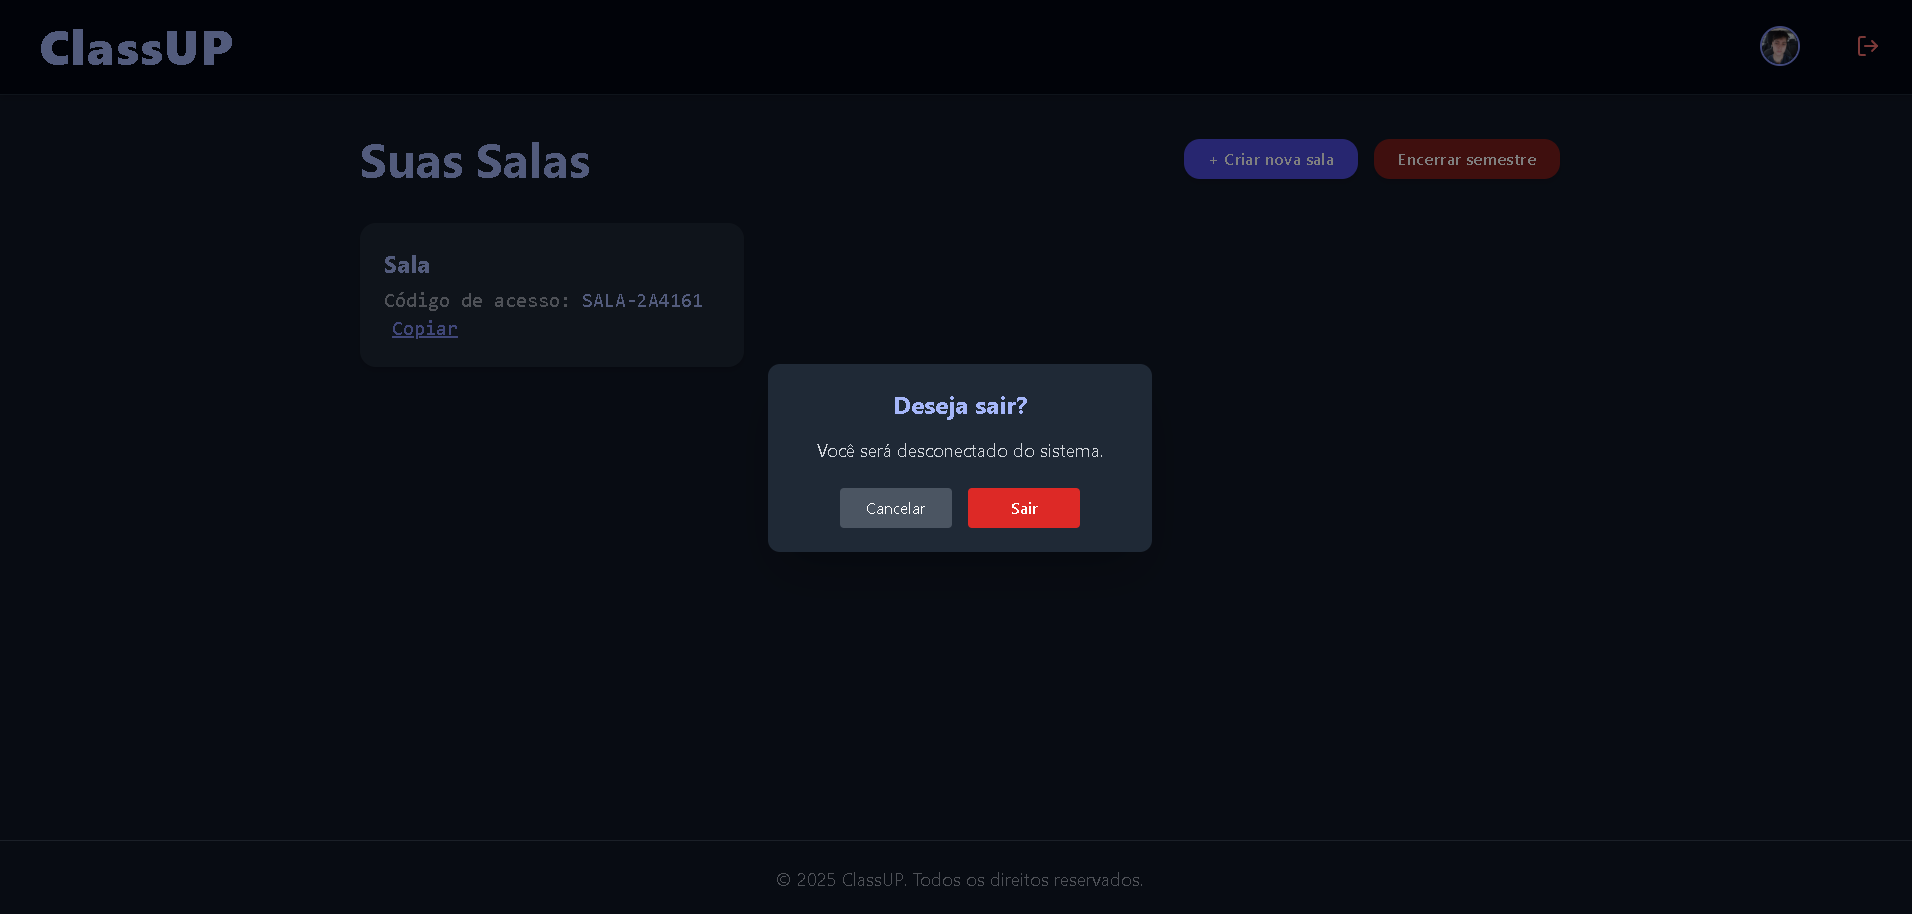 ClassUP
Suas Salas
+ Criar nova sala
Encerrar semestre
Sala
Código de acesso: SALA-2A4161
Copiar
Deseja sair?
Você será desconectado do sistema.
Cancelar
Sair
© 2025 ClassUP. Todos os direitos reservados.